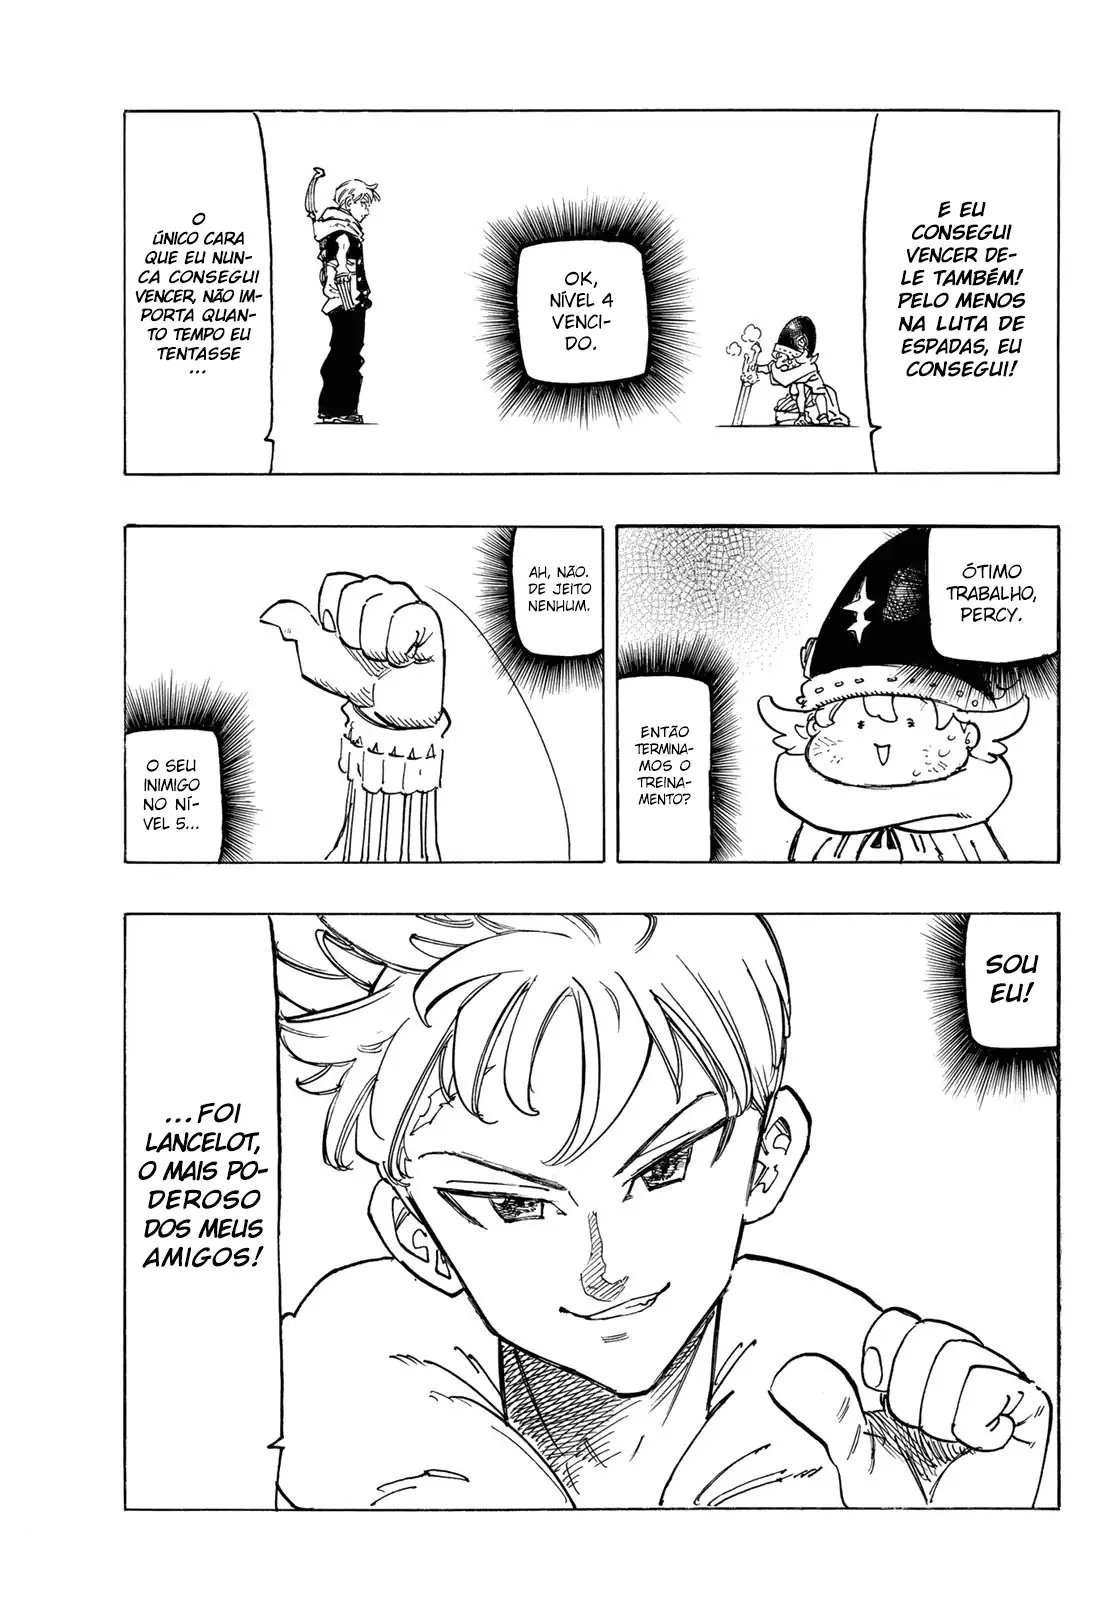 E EU
CONSEGUI
VENCER DE-
LE TAMBÉM!
PELO MENOS
NA LUTA DE
ESPADAS, EU
CONSEGUI!
OK,
NÍVEL 4
VENCI-
DO.
O
ÚNICO CARA
QUE EU NUN-
CA CONSEGUI
VENCER, NÃO IM-
PORTA QUAN-
TO TEMPO EU
TENTASSE
...
ÓTIMO
TRABALHO,
PERCY.
ENTÃO
TERMINA-
MOS O
TREINA-
MENTO?
AH, NÃO.
DE JEITO
NENHUM.
O SEU
INIMIGO
NO NÍ-
VEL 5...
SOU
EU!
...FOI
LANCELOT,
O MAIS PO-
DEROSO
DOS MEUS
AMIGOS!